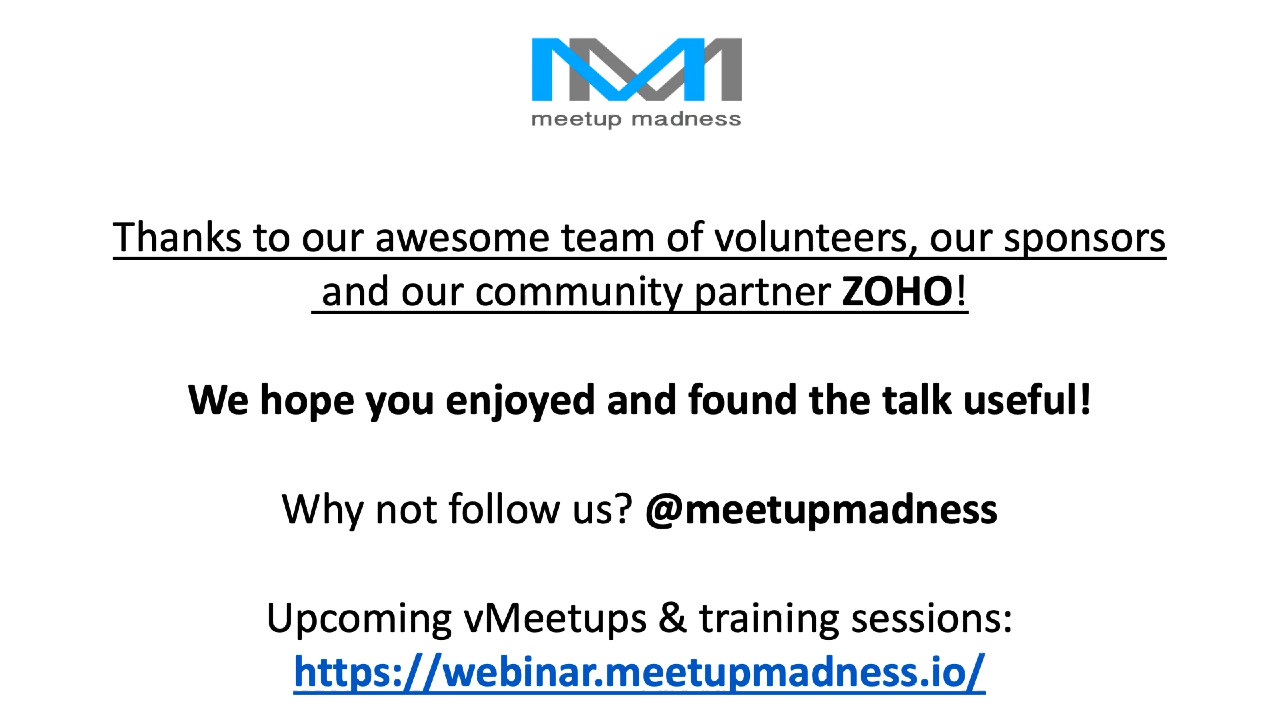 meetup madness
Thanks to our awesome team of volunteers, our sponsors
and our community partner ZOHO!
We hope you enjoyed and found the talk useful!
Why not follow us? @meetupmadness
Upcoming vMeetups & training sessions:
https://webinar.meetupmadness.io/